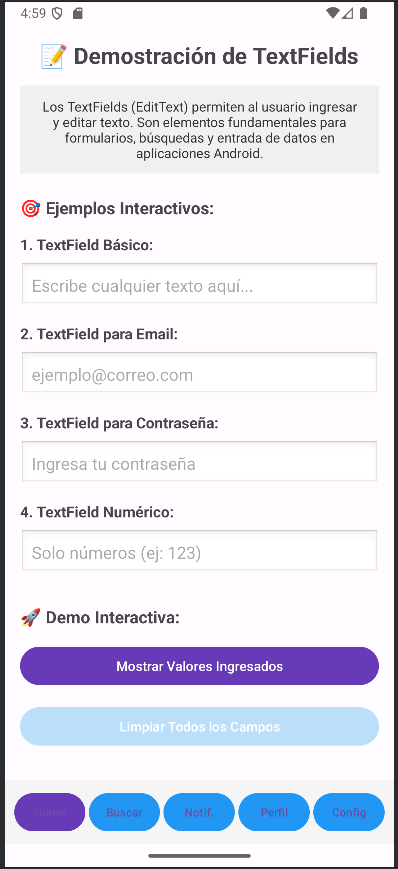 4:59
📝 Demostración de TextFields
Los TextFields (EditText) permiten al usuario ingresar
y editar texto. Son elementos fundamentales para
formularios, búsquedas y entrada de datos en
aplicaciones Android.
🎯 Ejemplos Interactivos:
1. TextField Básico:
Escribe cualquier texto aquí...
2. TextField para Email:
ejemplo@correo.com
3. TextField para Contraseña:
Ingresa tu contraseña
4. TextField Numérico:
Solo números (ej: 123)
🚀 Demo Interactiva:
Mostrar Valores Ingresados
Limpiar Todos los Campos
Home Buscar Notif. Perfil Config